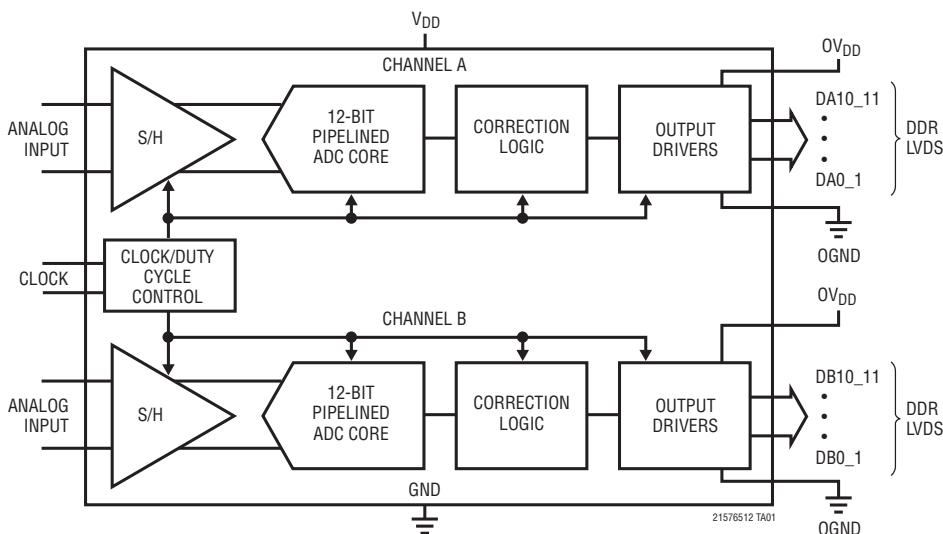 VDD
OVDD
CHANNEL A
ANALOG
INPUT
S/H
12-BIT
PIPELINED
ADC CORE
CORRECTION
LOGIC
OUTPUT
DRIVERS
DA10_11
•
•
•
DA0_1
DDR
LVDS
OGND
CLOCK
CLOCK/DUTY
CYCLE
CONTROL
CHANNEL B
OVDD
ANALOG
INPUT
S/H
12-BIT
PIPELINED
ADC CORE
CORRECTION
LOGIC
OUTPUT
DRIVERS
DB10_11
•
•
•
DB0_1
DDR
LVDS
GND
21576512 TA01
OGND